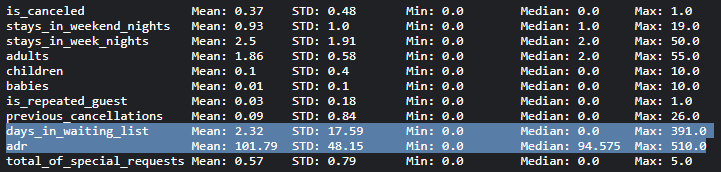 is_canceled Mean: 0.37 STD: 0.48 Min: 0.0 Median: 0.0 Max: 1.0
stays_in_weekend_nights Mean: 0.93 STD: 1.0 Min: 0.0 Median: 1.0 Max: 19.0
stays_in_week_nights Mean: 2.5 STD: 1.91 Min: 0.0 Median: 2.0 Max: 50.0
adults Mean: 1.86 STD: 0.58 Min: 0.0 Median: 2.0 Max: 55.0
children Mean: 0.1 STD: 0.4 Min: 0.0 Median: 0.0 Max: 10.0
babies Mean: 0.01 STD: 0.1 Min: 0.0 Median: 0.0 Max: 10.0
is_repeated_guest Mean: 0.03 STD: 0.18 Min: 0.0 Median: 0.0 Max: 1.0
previous_cancellations Mean: 0.09 STD: 0.84 Min: 0.0 Median: 0.0 Max: 26.0
days_in_waiting_list Mean: 2.32 STD: 17.59 Min: 0.0 Median: 0.0 Max: 391.0
adr Mean: 101.79 STD: 48.15 Min: 0.0 Median: 94.575 Max: 510.0
total_of_special_requests Mean: 0.57 STD: 0.79 Min: 0.0 Median: 0.0 Max: 5.0